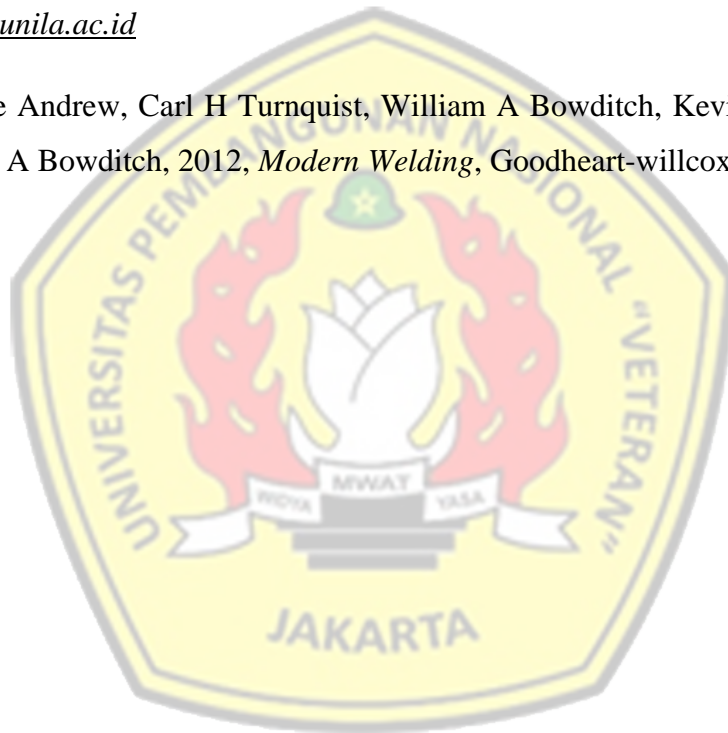 unila.ac.id
e Andrew, Carl H Turnquist, William A Bowditch, Kev
A Bowditch, 2012, Modern Welding, Goodheart-willcox
UNIVERSITAS PEMBANGUNAN NASIONAL "VETERAN"
WIDYA MWAT YASA
JAKARTA